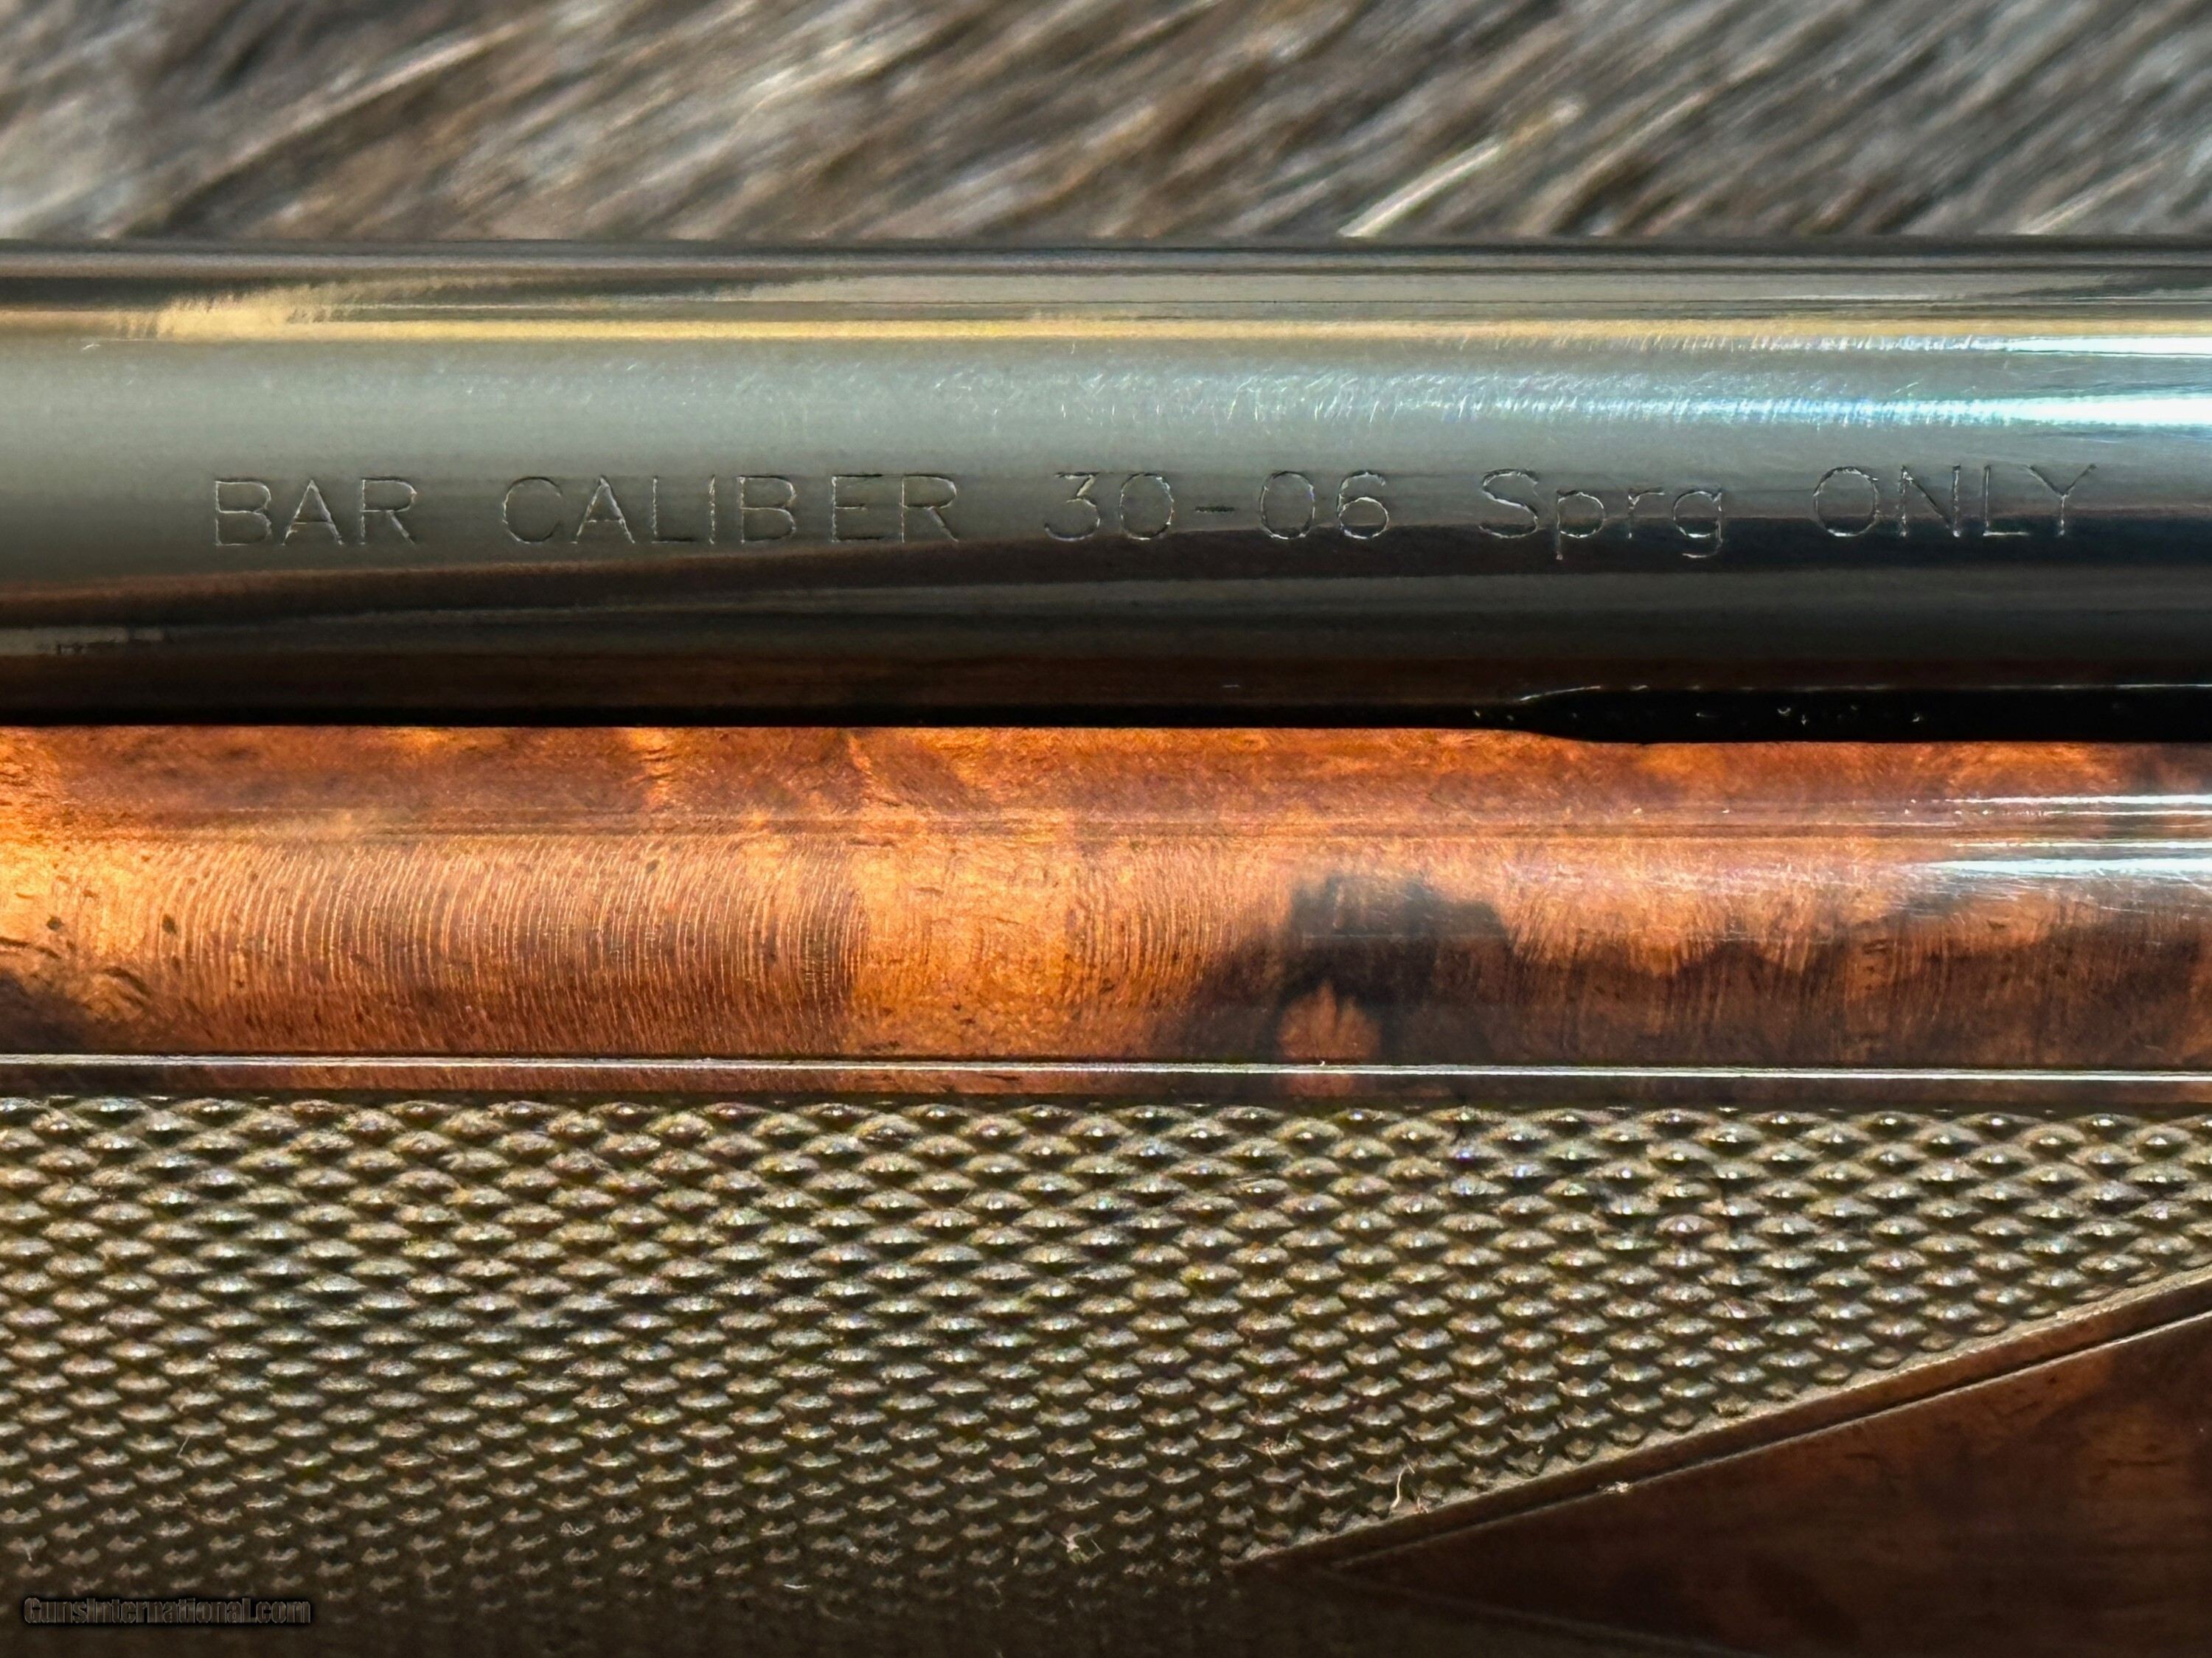 BAR CALIBER 30-06 Sprg ONLY
GunsInternational.com